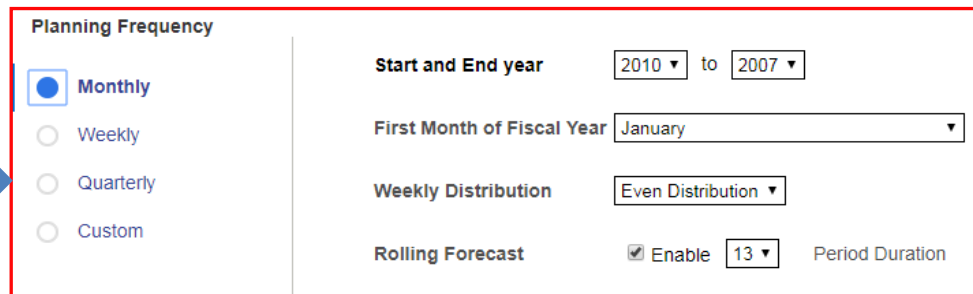 Planning Frequency
Start and End year 2010 to 2007
Monthly
First Month of Fiscal Year January
Weekly
Quarterly
Weekly Distribution Even Distribution
Custom
Rolling Forecast Enable 13 Period Duration